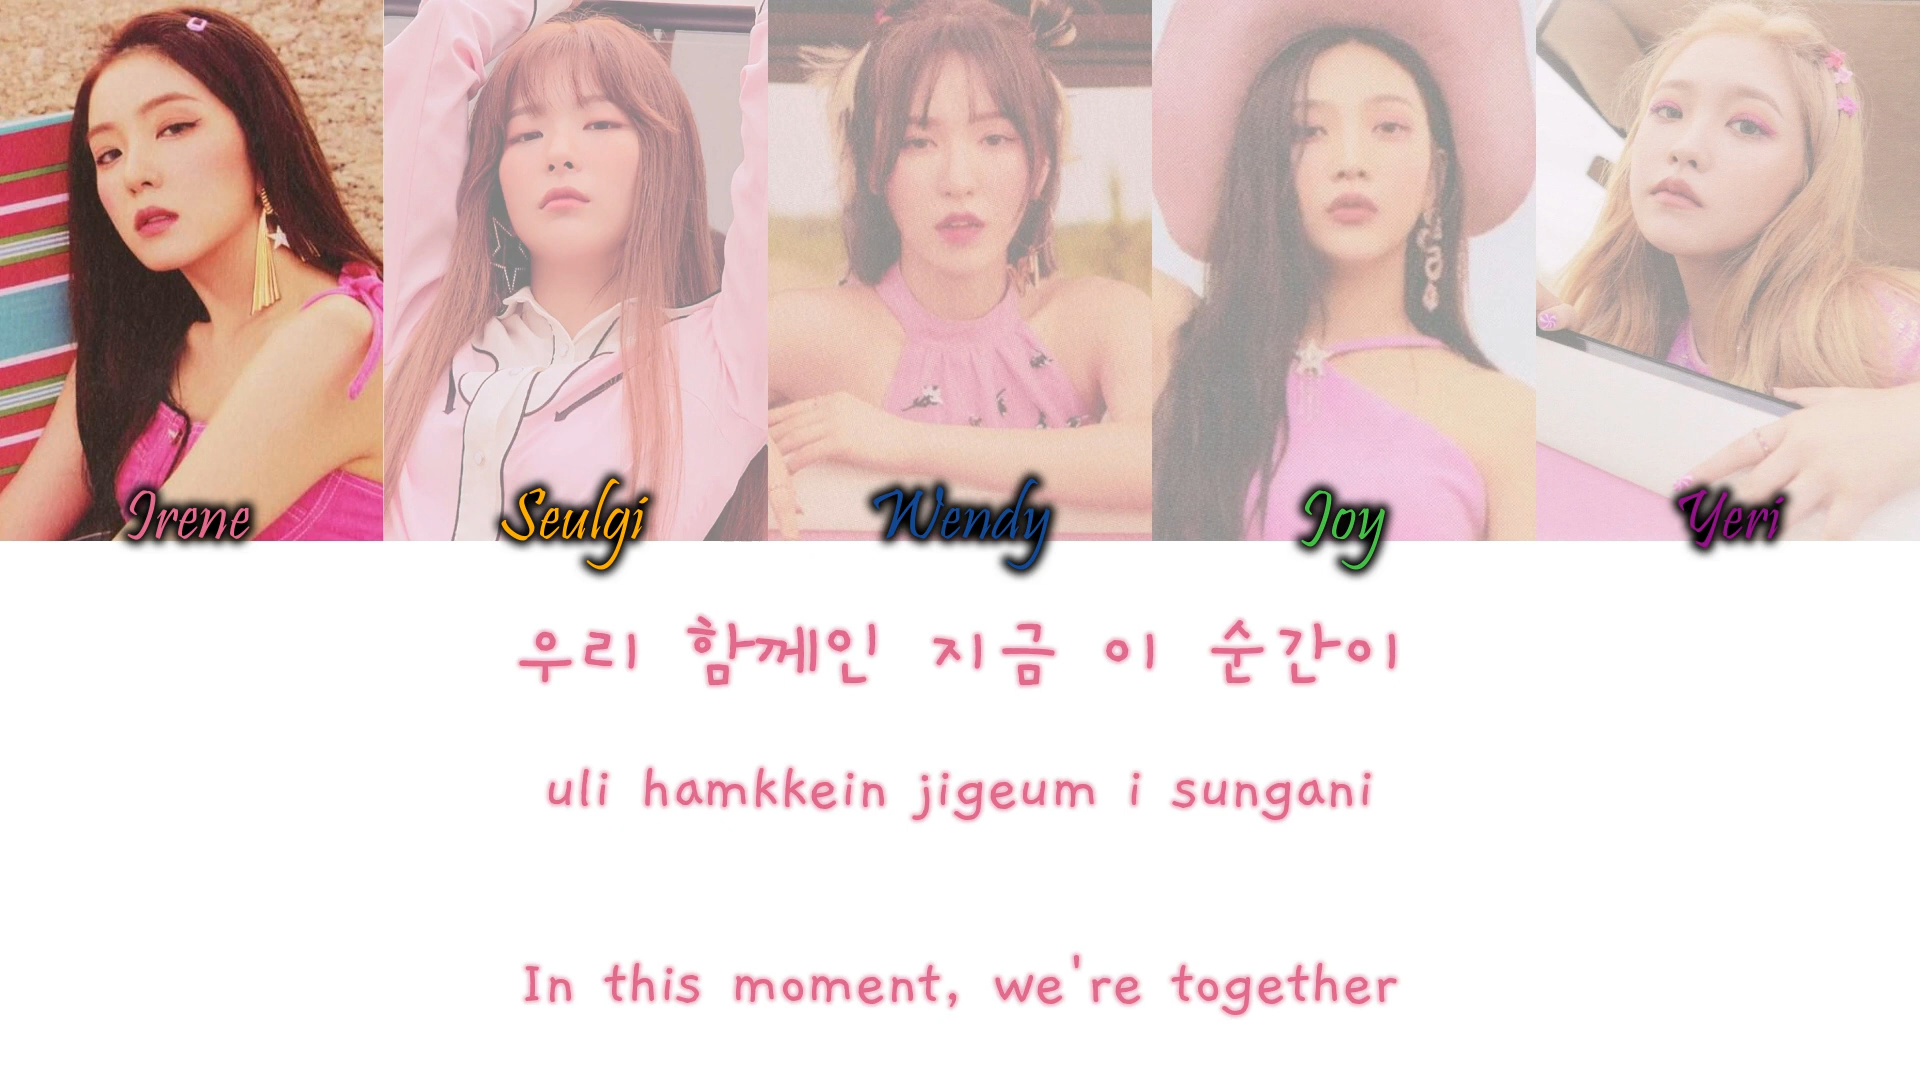 Irene Seulgi Wendy Joy Yeri
우리 함께인 지금 이 순간이
uli hamkkein jigeum i sungani
In this moment, we're together